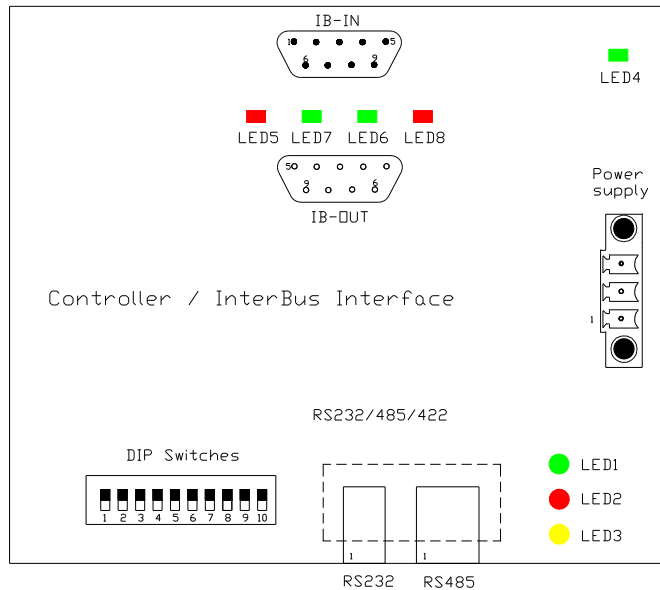 IB-IN
1 5
6 9
LED4
LED5 LED7 LED6 LED8
5
9 6
IB-OUT
Power
supply
1
Controller / InterBus Interface
RS232/485/422
DIP Switches
LED1
LED2
LED3
1 2 3 4 5 6 7 8 9 10
1 1
RS232 RS485